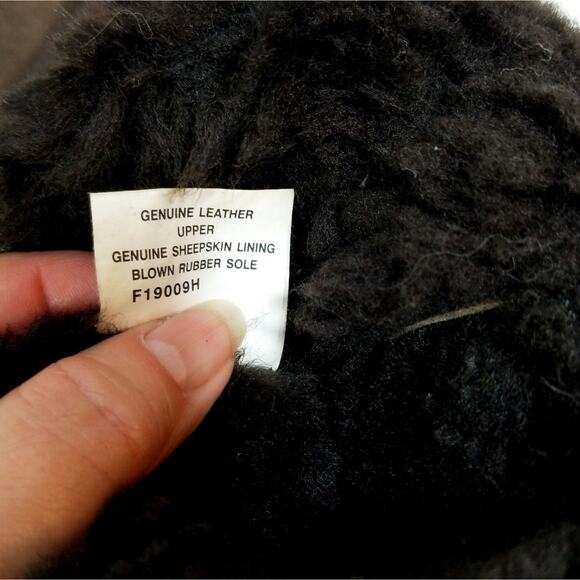 GENUINE LEATHER
UPPER
GENUINE SHEEPSKIN LINING
BLOWN RUBBER SOLE
F19009H